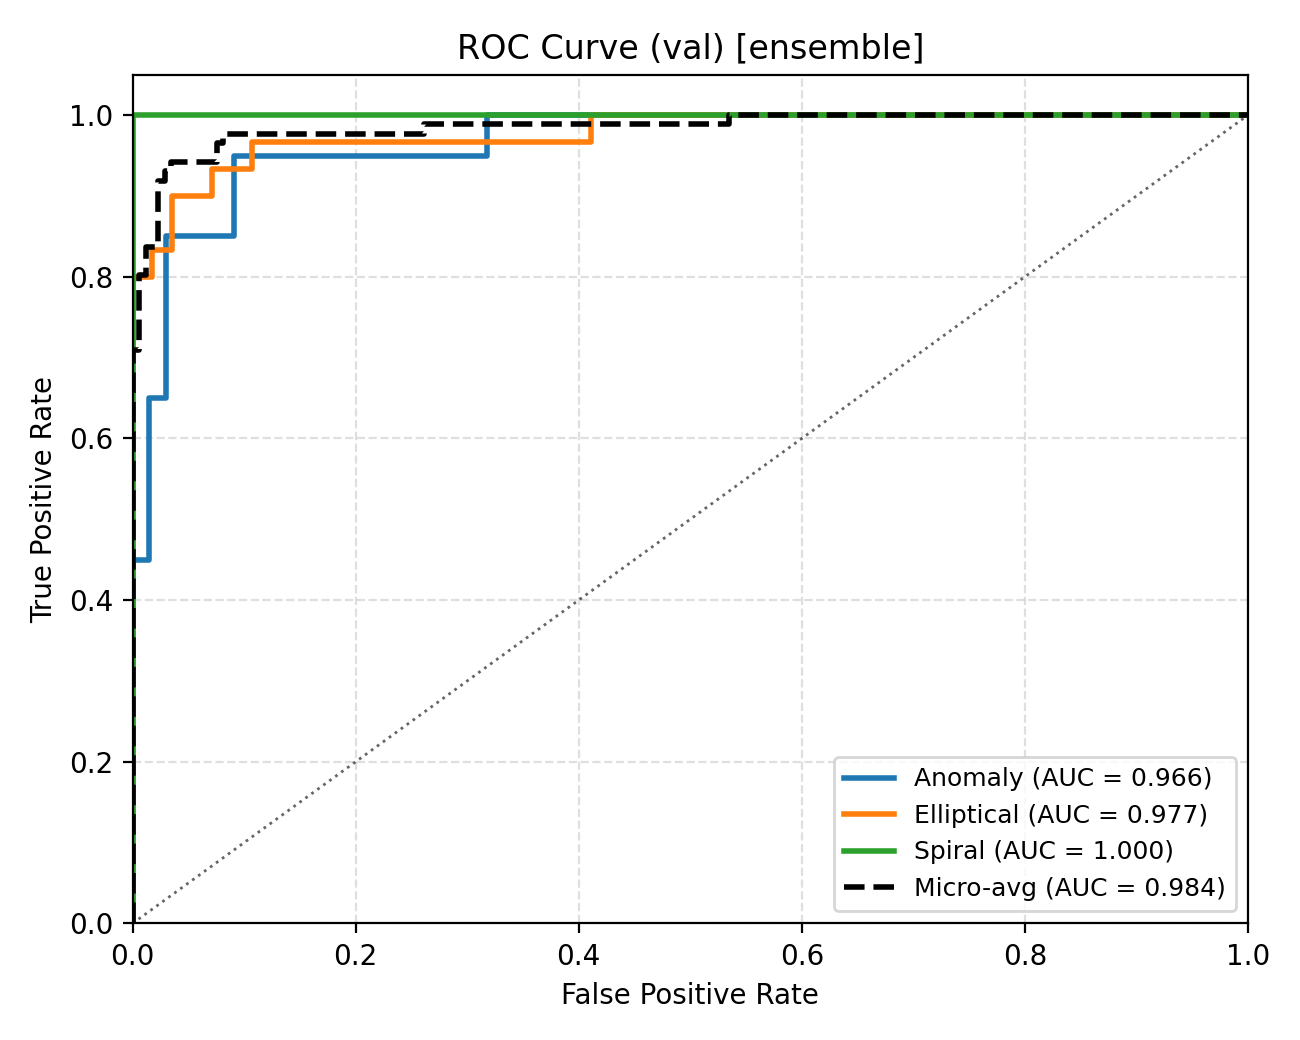 ROC Curve (val) [ensemble]
True Positive Rate
1.0
0.8
0.6
0.4
0.2
0.0
0.0 0.2 0.4 0.6 0.8 1.0
False Positive Rate
Anomaly (AUC = 0.966)
Elliptical (AUC = 0.977)
Spiral (AUC = 1.000)
Micro-avg (AUC = 0.984)